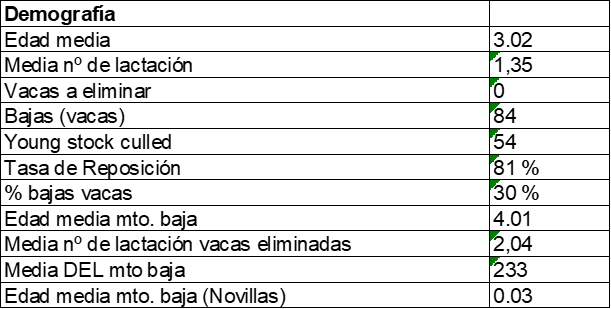 Demografía
Edad media 3.02
Media nº de lactación 1,35
Vacas a eliminar 0
Bajas (vacas) 84
Young stock culled 54
Tasa de Reposición 81 %
% bajas vacas 30 %
Edad media mto. baja 4.01
Media nº de lactación vacas eliminadas 2,04
Media DEL mto baja 233
Edad media mto. baja (Novillas) 0.03